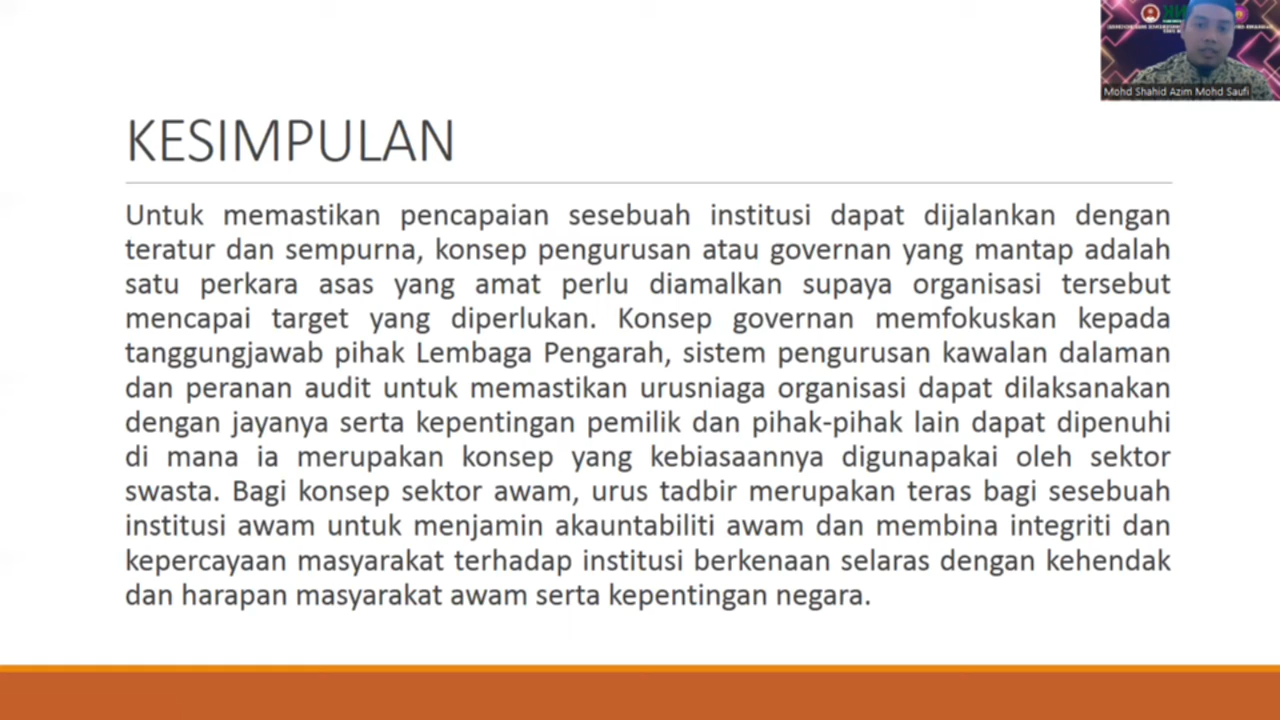 Mohd Shahid Azim Mohd Saufi
KESIMPULAN
Untuk memastikan pencapaian sesebuah institusi dapat dijalankan dengan
teratur dan sempurna, konsep pengurusan atau governan yang mantap adalah
satu perkara asas yang amat perlu diamalkan supaya organisasi tersebut
mencapai target yang diperlukan. Konsep governan memfokuskan kepada
tanggungjawab pihak Lembaga Pengarah, sistem pengurusan kawalan dalaman
dan peranan audit untuk memastikan urusniaga organisasi dapat dilaksanakan
dengan jayanya serta kepentingan pemilik dan pihak-pihak lain dapat dipenuhi
di mana ia merupakan konsep yang kebiasaannya digunapakai oleh sektor
swasta. Bagi konsep sektor awam, urus tadbir merupakan teras bagi sesebuah
institusi awam untuk menjamin akauntabiliti awam dan membina integriti dan
kepercayaan masyarakat terhadap institusi berkenaan selaras dengan kehendak
dan harapan masyarakat awam serta kepentingan negara.